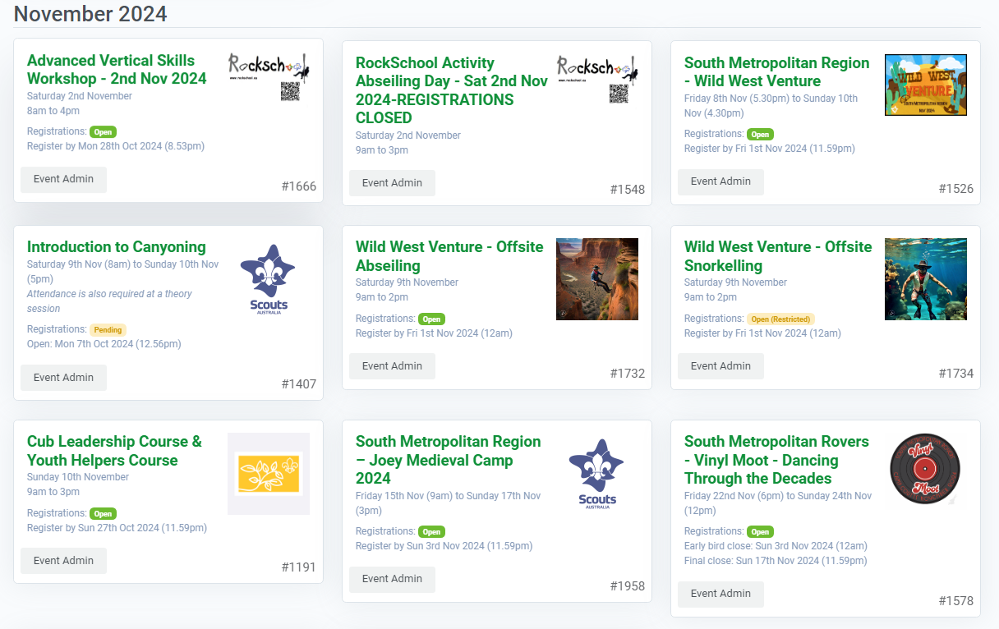 November 2024
Advanced Vertical Skills
Workshop - 2nd Nov 2024
Saturday 2nd November
8am to 4pm
Registrations: Open
Register by Mon 28th Oct 2024 (8.53pm)
Event Admin
#1666
Rockschool
www.rockschool.au
RockSchool Activity
Abseiling Day - Sat 2nd Nov
2024-REGISTRATIONS
CLOSED
Saturday 2nd November
9am to 3pm
Event Admin
#1548
Rockschool
www.rockschool.au
South Metropolitan Region
- Wild West Venture
Friday 8th Nov (5.30pm) to Sunday 10th
Nov (4.30pm)
Registrations: Open
Register by Fri 1st Nov 2024 (11.59pm)
Event Admin
#1526
WILD WEST
VENTURE
SOUTH METROPOLITAN REGION
NOV 2024
Introduction to Canyoning
Saturday 9th Nov (8am) to Sunday 10th Nov
(5pm)
Attendance is also required at a theory
session
Registrations: Pending
Open: Mon 7th Oct 2024 (12.56pm)
Event Admin
#1407
Scouts
AUSTRALIA
Wild West Venture - Offsite
Abseiling
Saturday 9th November
9am to 2pm
Registrations: Open
Register by Fri 1st Nov 2024 (12am)
Event Admin
#1732
Wild West Venture - Offsite
Snorkelling
Saturday 9th November
9am to 2pm
Registrations: Open (Restricted)
Register by Fri 1st Nov 2024 (12am)
Event Admin
#1734
Cub Leadership Course &
Youth Helpers Course
Sunday 10th November
9am to 3pm
Registrations: Open
Register by Sun 27th Oct 2024 (11.59pm)
Event Admin
#1191
South Metropolitan Region
– Joey Medieval Camp
2024
Friday 15th Nov (9am) to Sunday 17th Nov
(3pm)
Registrations: Open
Register by Sun 3rd Nov 2024 (11.59pm)
Event Admin
#1958
Scouts
AUSTRALIA
South Metropolitan Rovers
- Vinyl Moot - Dancing
Through the Decades
Friday 22nd Nov (6pm) to Sunday 24th Nov
(12pm)
Registrations: Open
Early bird close: Sun 3rd Nov 2024 (12am)
Final close: Sun 17th Nov 2024 (11.59pm)
Event Admin
#1578
Vinyl
Moot